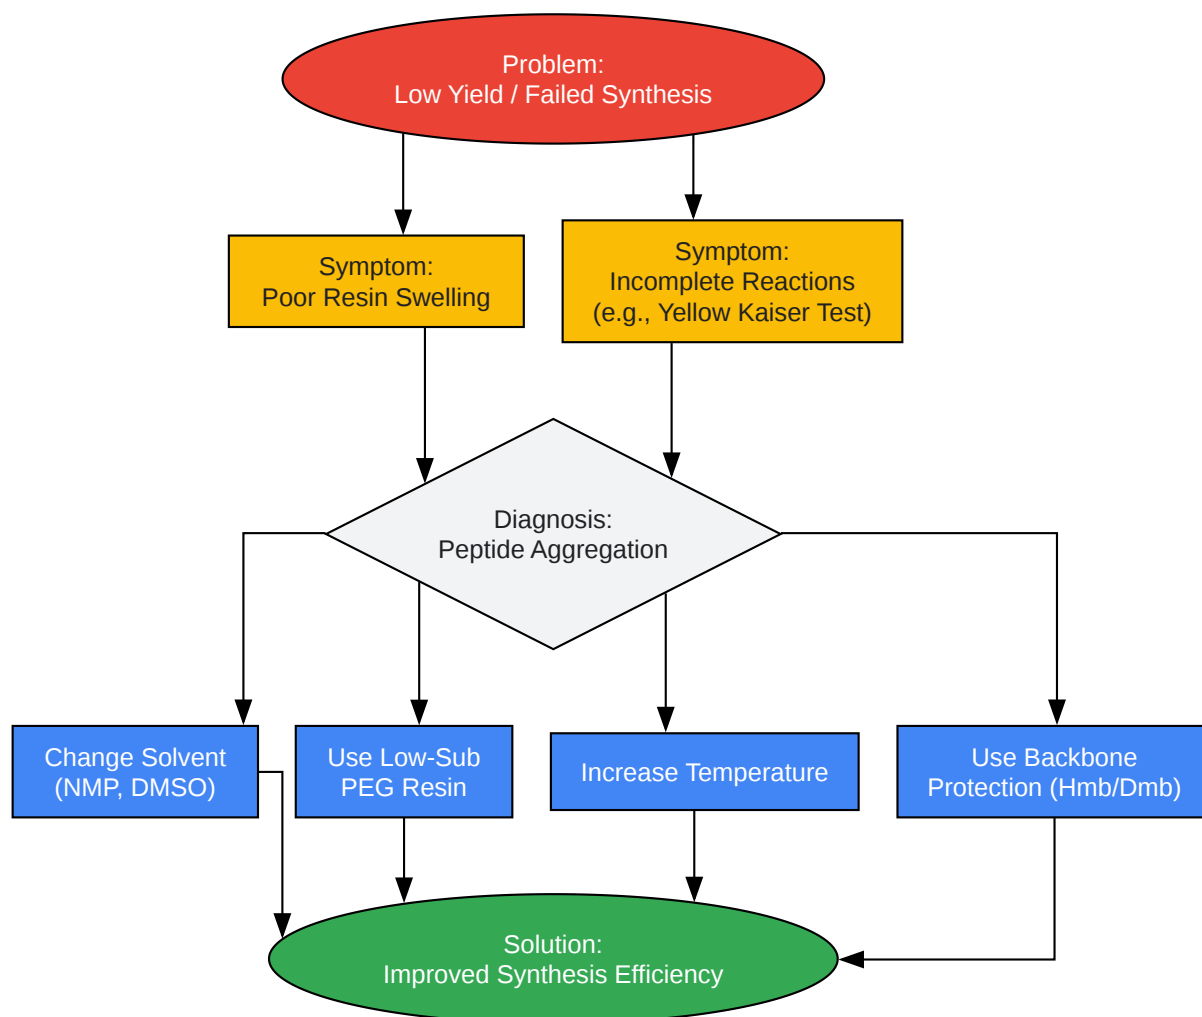 Problem:
Low Yield / Failed Synthesis
Symptom:
Poor Resin Swelling
Symptom:
Incomplete Reactions
(e.g., Yellow Kaiser Test)
Diagnosis:
Peptide Aggregation
Change Solvent
(NMP, DMSO)
Use Low-Sub
PEG Resin
Increase Temperature
Use Backbone
Protection (Hmb/Dmb)
Solution:
Improved Synthesis Efficiency